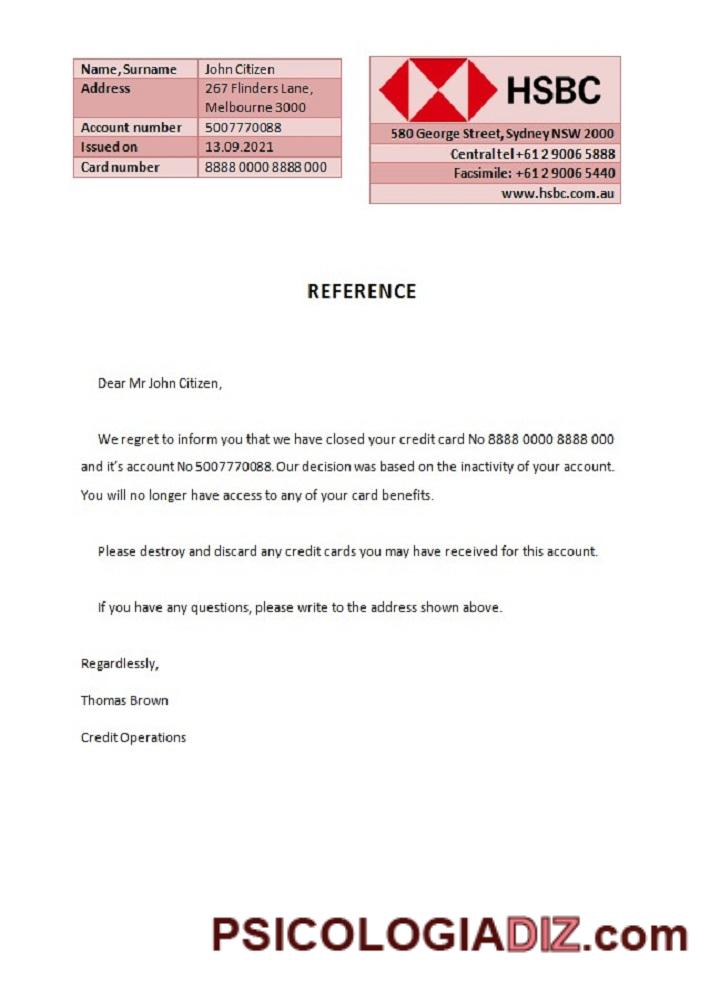 Name, Surname John Citizen
Address 267 Flinders Lane,
Melbourne 3000
Account number 5007770088
Issued on 13.09.2021
Card number 8888 0000 8888 000
HSBC
580 George Street, Sydney NSW 2000
Central tel +61 2 9006 5888
Facsimile: +61 2 9006 5440
www.hsbc.com.au
REFERENCE
Dear Mr John Citizen,
We regret to inform you that we have closed your credit card No 8888 0000 8888 000
and it's account No 5007770088. Our decision was based on the inactivity of your account.
You will no longer have access to any of your card benefits.
Please destroy and discard any credit cards you may have received for this account.
If you have any questions, please write to the address shown above.
Regardlessly,
Thomas Brown
Credit Operations
PSICOLOGIADIZ.com